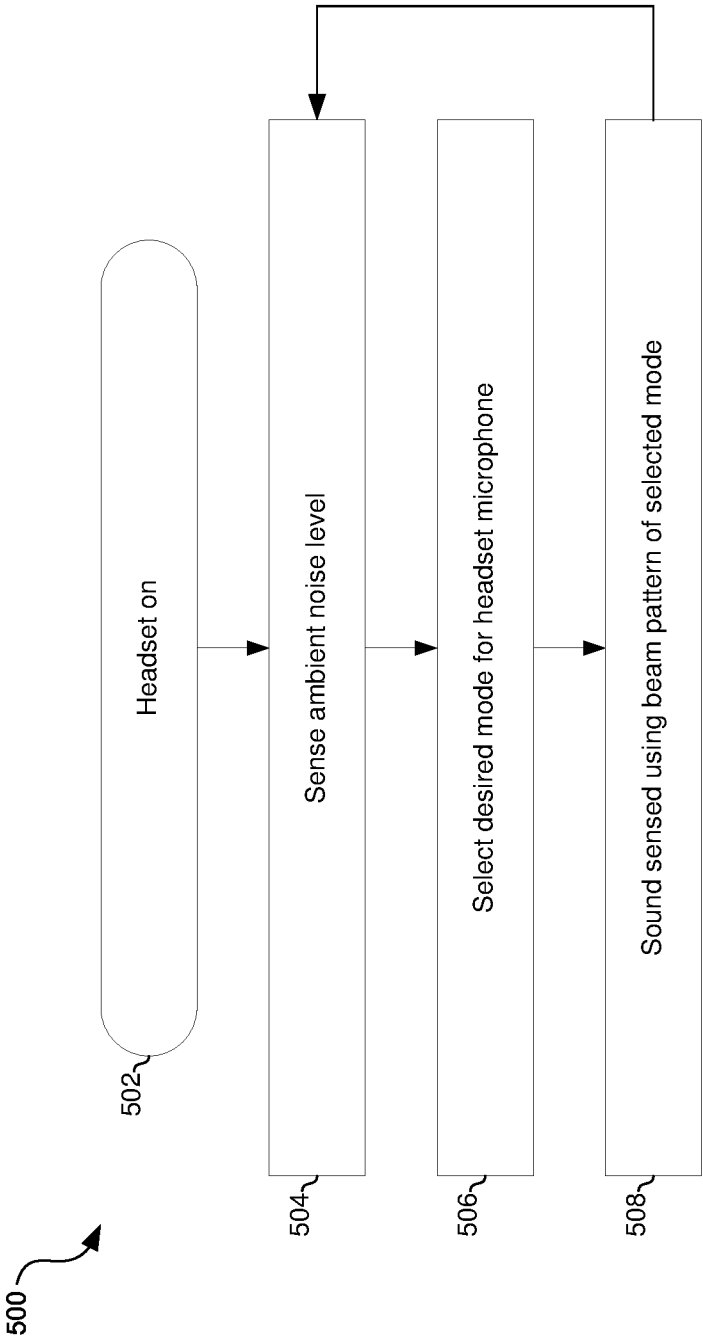 500
502
Headset on
504
Sense ambient noise level
506
Select desired mode for headset microphone
508
Sound sensed using beam pattern of selected mode